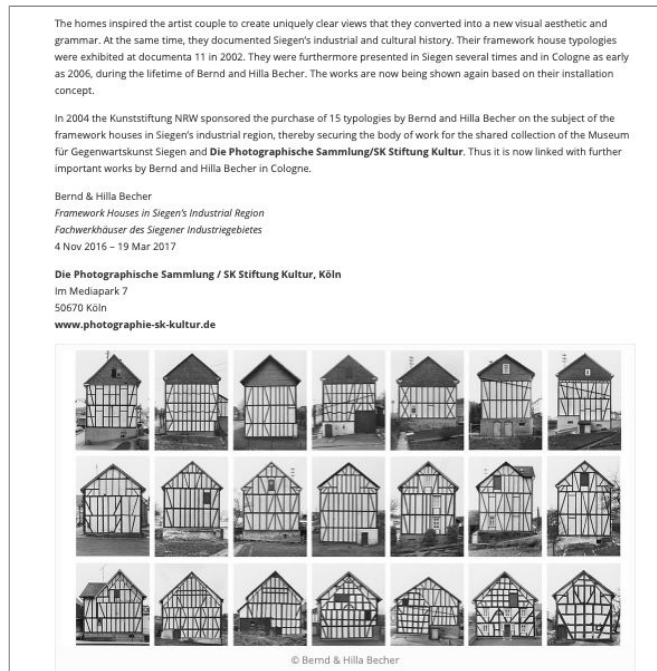 The homes inspired the artist couple to create uniquely clear views that they converted into a new visual aesthetic and
grammar. At the same time, they documented Siegen's industrial and cultural history. Their framework house typologies
were exhibited at documenta 11 in 2002. They were furthermore presented in Siegen several times and in Cologne as early
as 2006, during the lifetime of Bernd and Hilla Becher. The works are now being shown again based on their installation
concept.
In 2004 the Kunststiftung NRW sponsored the purchase of 15 typologies by Bernd and Hilla Becher on the subject of the
framework houses in Siegen's industrial region, thereby securing the body of work for the shared collection of the Museum
für Gegenwartskunst Siegen and Die Photographische Sammlung/SK Stiftung Kultur. Thus it is now linked with further
important works by Bernd and Hilla Becher in Cologne.
Bernd & Hilla Becher
Framework Houses in Siegen's Industrial Region
Fachwerkhäuser des Siegener Industriegebietes
4 Nov 2016 – 19 Mar 2017
Die Photographische Sammlung / SK Stiftung Kultur, Köln
Im Mediapark 7
50670 Köln
www.photographie-sk-kultur.de
© Bernd & Hilla Becher